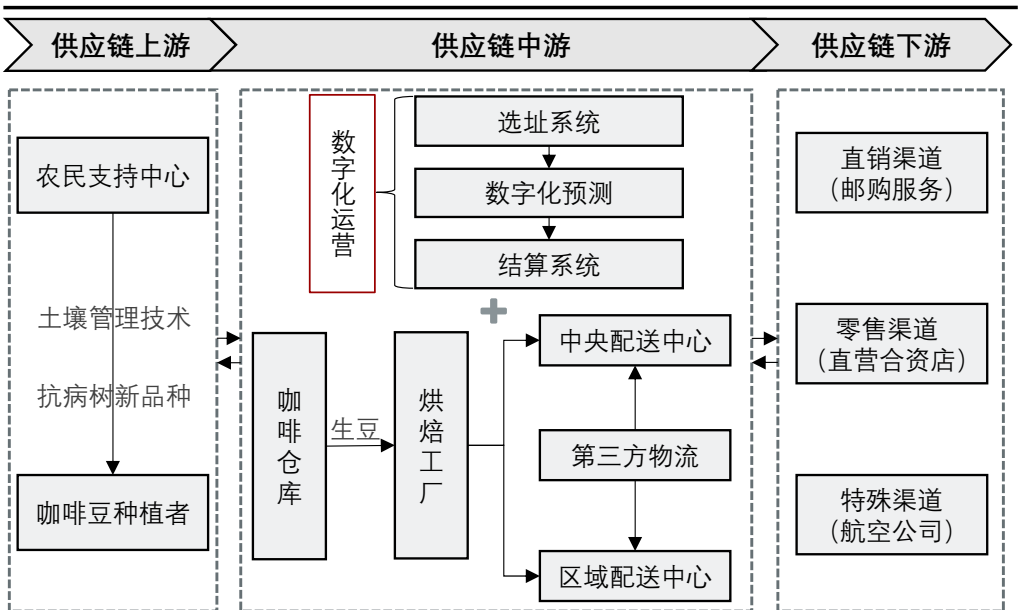 供应链上游
供应链中游
供应链下游
农民支持中心
土壤管理技术
抗病树新品种
咖啡豆种植者
数字化运营
选址系统
数字化预测
结算系统
咖啡仓库
生豆
烘焙工厂
中央配送中心
第三方物流
区域配送中心
直销渠道
（邮购服务）
零售渠道
（直营合资店）
特殊渠道
（航空公司）